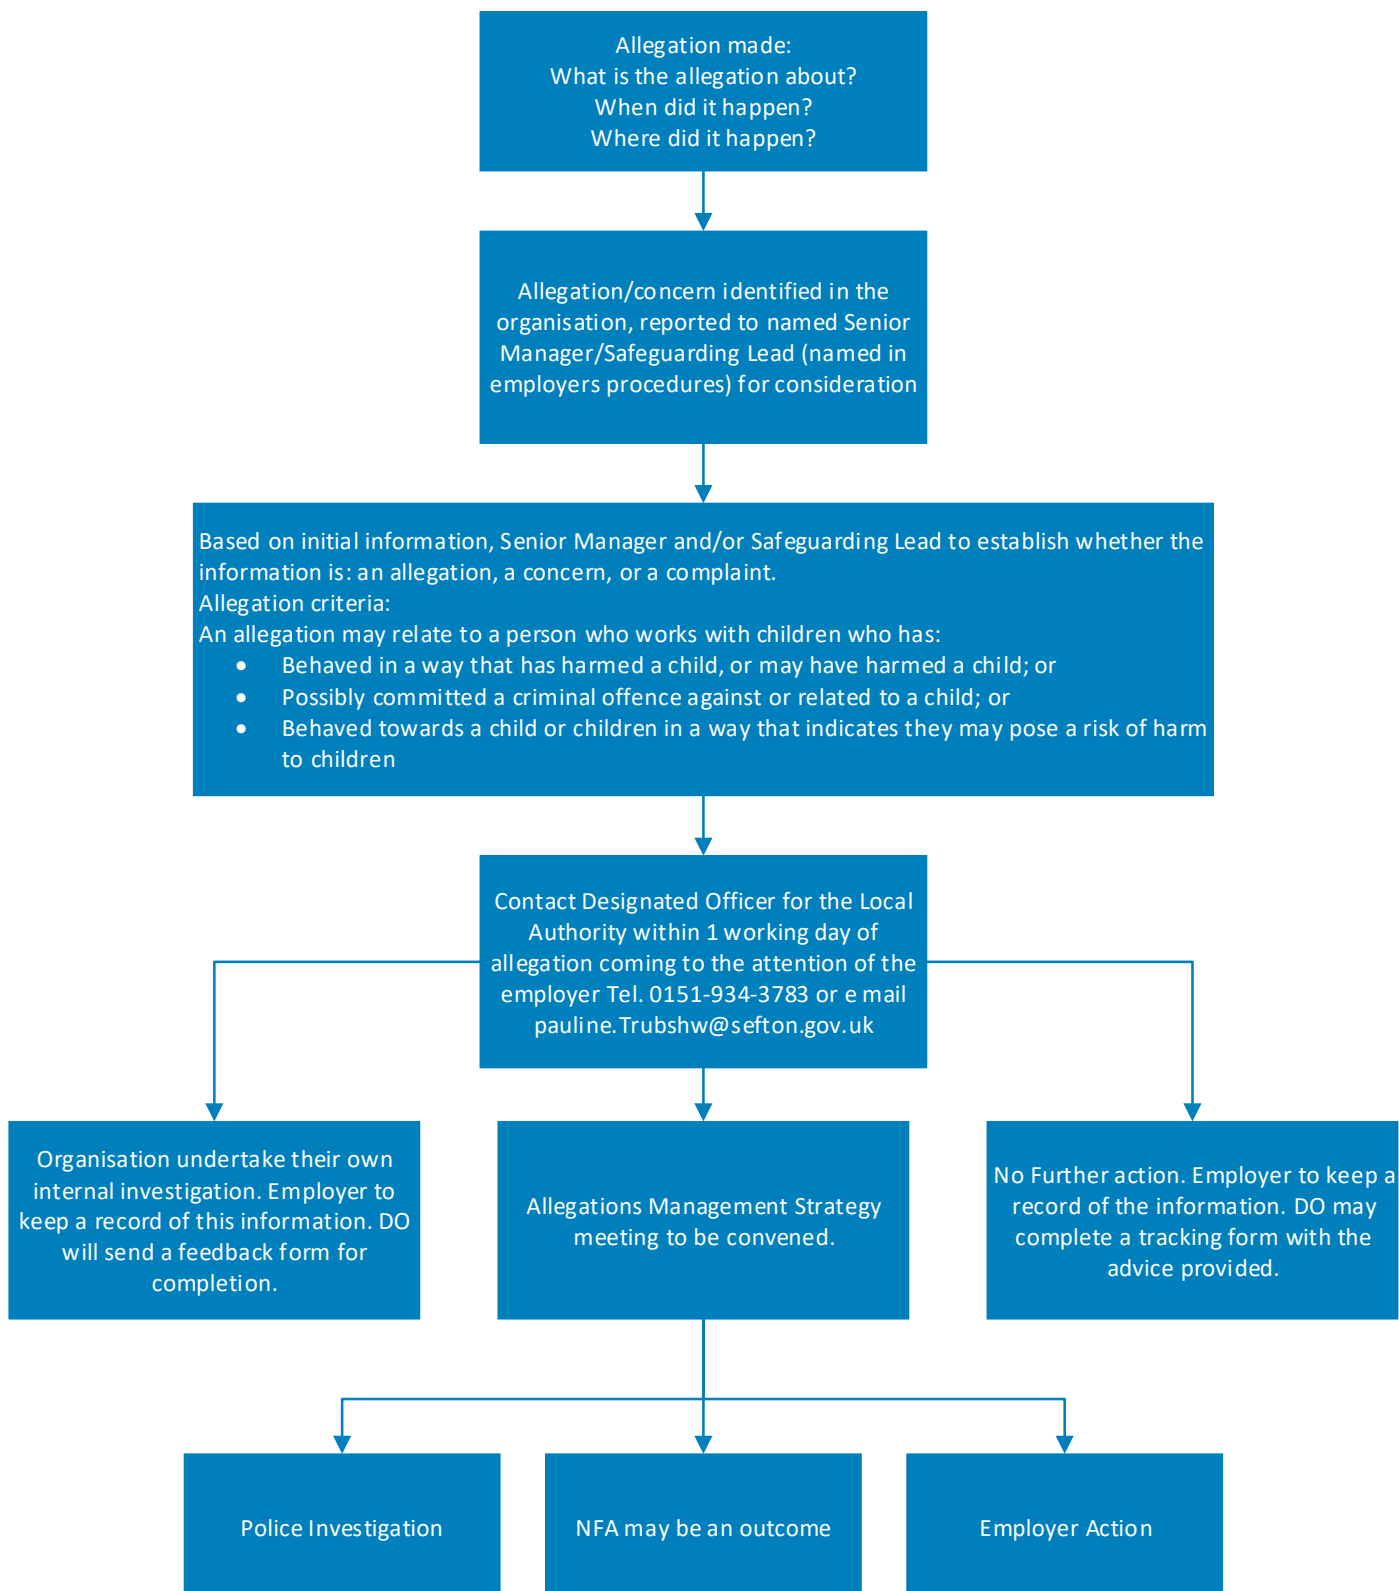 Allegation made:
What is the allegation about?
When did it happen?
Where did it happen?
Allegation/concern identified in the
organisation, reported to named Senior
Manager/Safeguarding Lead (named in
employers procedures) for consideration
Based on initial information, Senior Manager and/or Safeguarding Lead to establish whether the
information is: an allegation, a concern, or a complaint.
Allegation criteria:
An allegation may relate to a person who works with children who has:
• Behaved in a way that has harmed a child, or may have harmed a child; or
• Possibly committed a criminal offence against or related to a child; or
• Behaved towards a child or children in a way that indicates they may pose a risk of harm
to children
Contact Designated Officer for the Local
Authority within 1 working day of
allegation coming to the attention of the
employer Tel. 0151-934-3783 or e mail
pauline.Trubshw@sefton.gov.uk
Organisation undertake their own
internal investigation. Employer to
keep a record of this information. DO
will send a feedback form for
completion.
Allegations Management Strategy
meeting to be convened.
No Further action. Employer to keep a
record of the information. DO may
complete a tracking form with the
advice provided.
Police Investigation
NFA may be an outcome
Employer Action